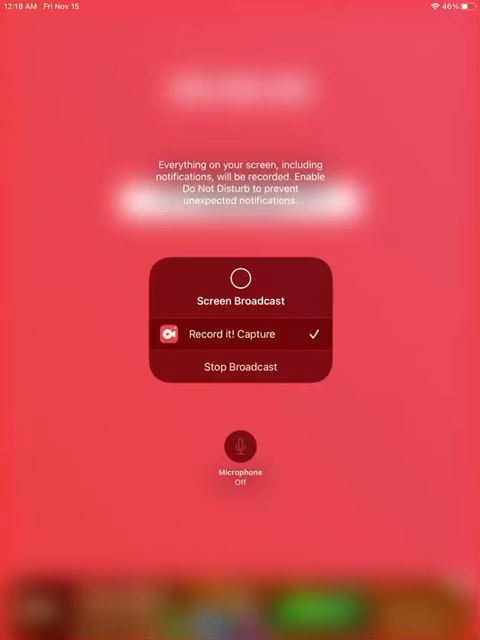 12:18 AM Fri Nov 15
46%
Everything on your screen, including
notifications, will be recorded. Enable
Do Not Disturb to prevent
unexpected notifications.
Screen Broadcast
Record it! Capture
Stop Broadcast
Microphone
Off